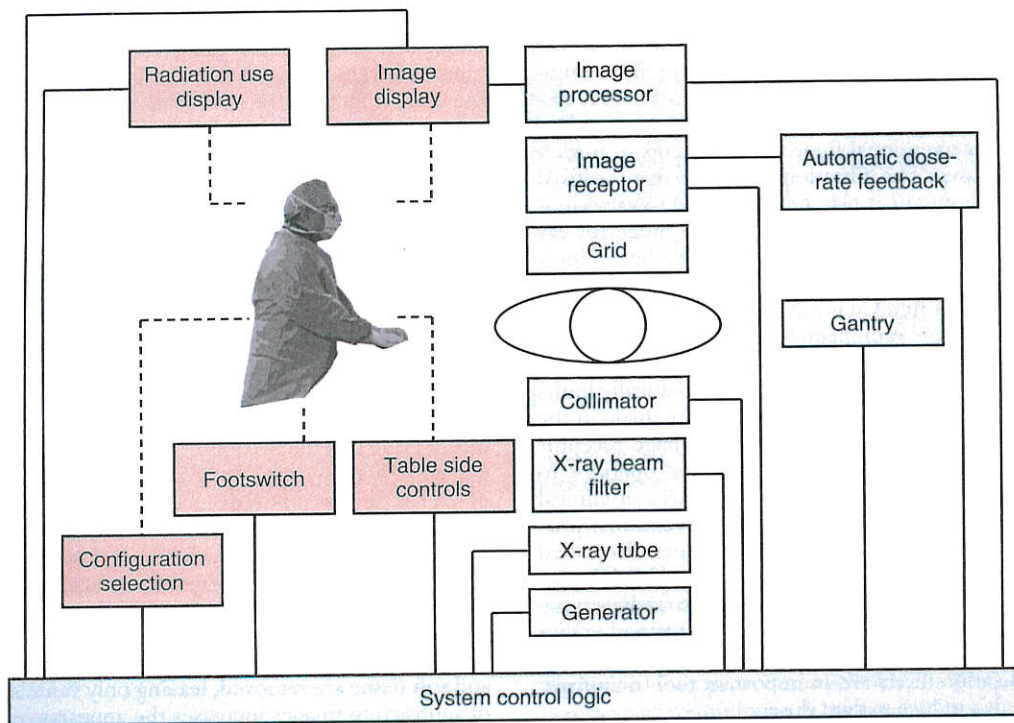 Radiation use
display
Image
display
Image
processor
Image
receptor
Automatic dose-
rate feedback
Grid
Gantry
Collimator
Footswitch
Table side
controls
X-ray beam
filter
Configuration
selection
X-ray tube
Generator
System control logic